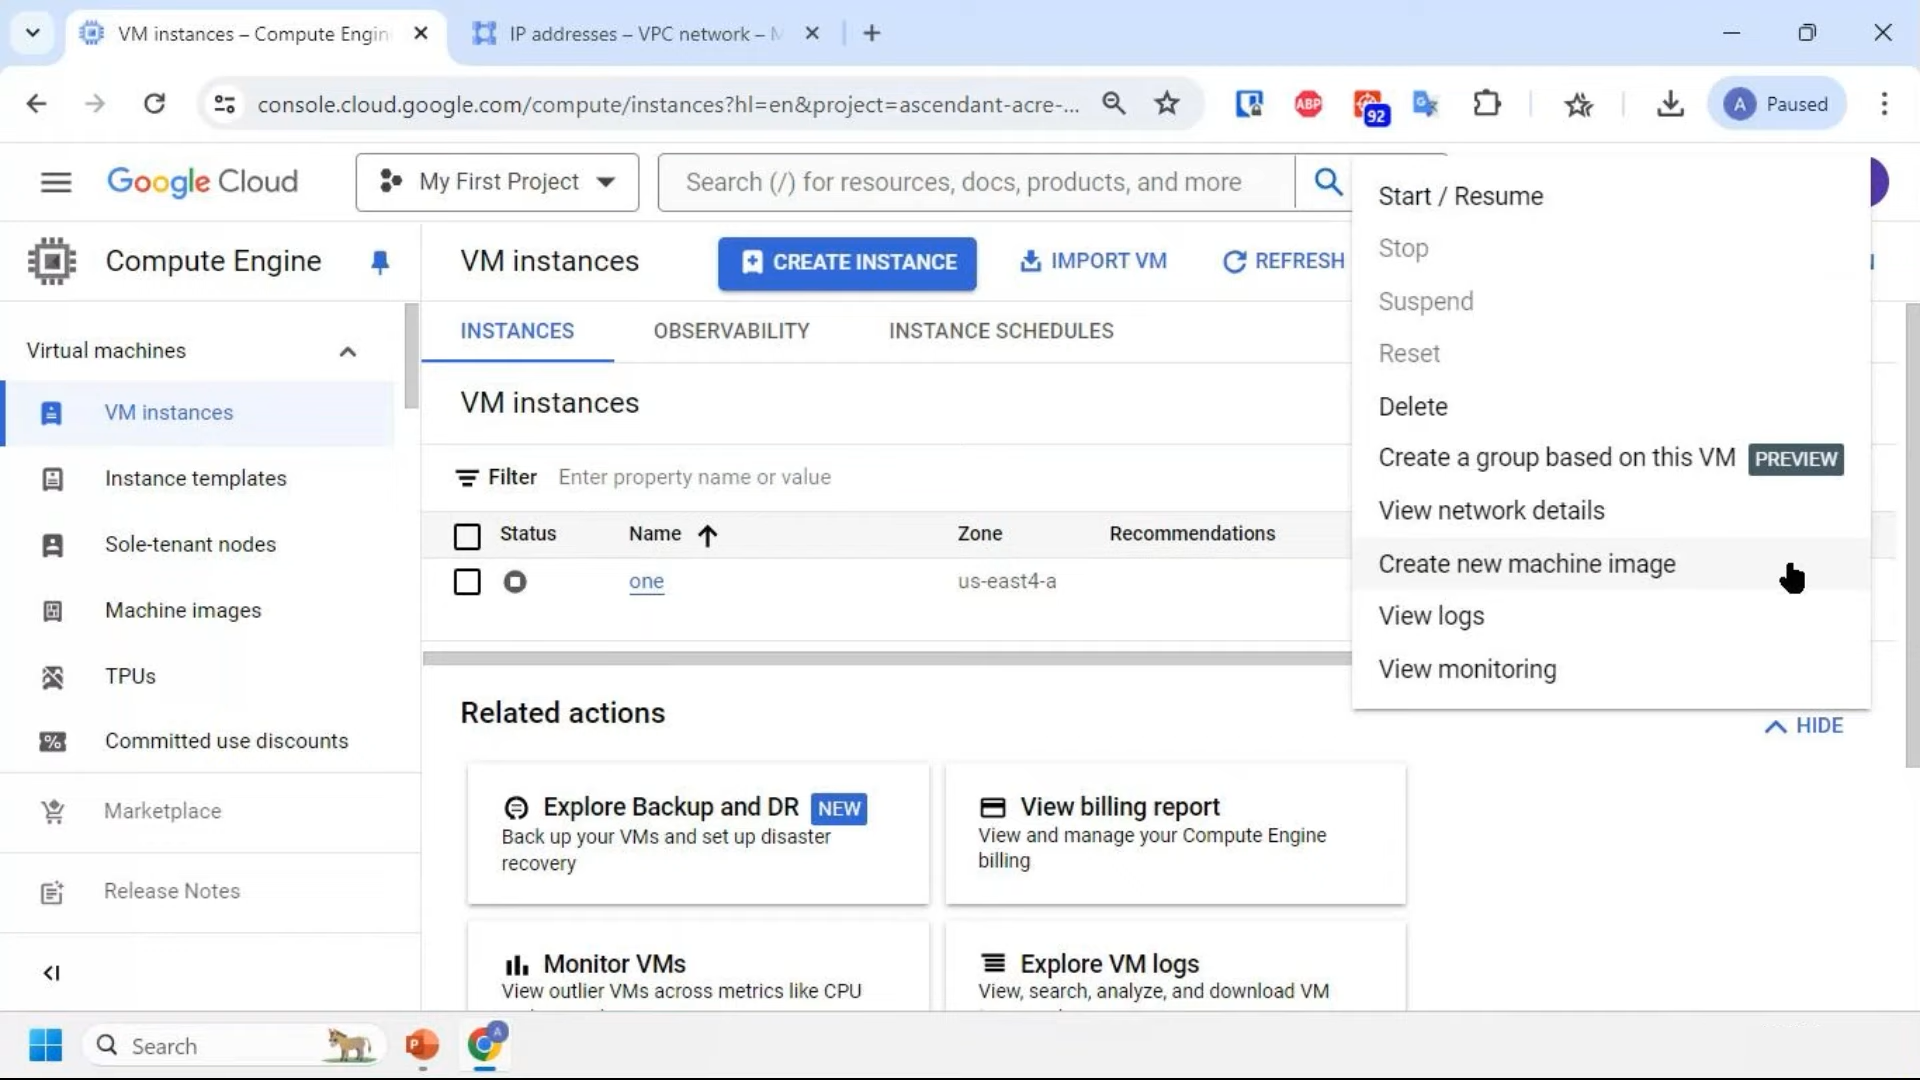 VM instances – Compute Engin
IP addresses – VPC network – M
console.cloud.google.com/compute/instances?hl=en&project=ascendant-acre-...
ABP
92
A
Paused
Google Cloud
My First Project
Search (/) for resources, docs, products, and more
Compute Engine
VM instances
CREATE INSTANCE
IMPORT VM
REFRESH
Virtual machines
VM instances
Instance templates
Sole-tenant nodes
Machine images
TPUs
Committed use discounts
Marketplace
Release Notes
INSTANCES
OBSERVABILITY
INSTANCE SCHEDULES
VM instances
Filter Enter property name or value
Status Name Zone Recommendations
one us-east4-a
Start / Resume
Stop
Suspend
Reset
Delete
Create a group based on this VM PREVIEW
View network details
Create new machine image
View logs
View monitoring
Related actions
HIDE
Explore Backup and DR NEW
Back up your VMs and set up disaster
recovery
View billing report
View and manage your Compute Engine
billing
Monitor VMs
View outlier VMs across metrics like CPU
Explore VM logs
View, search, analyze, and download VM
Search
P
A